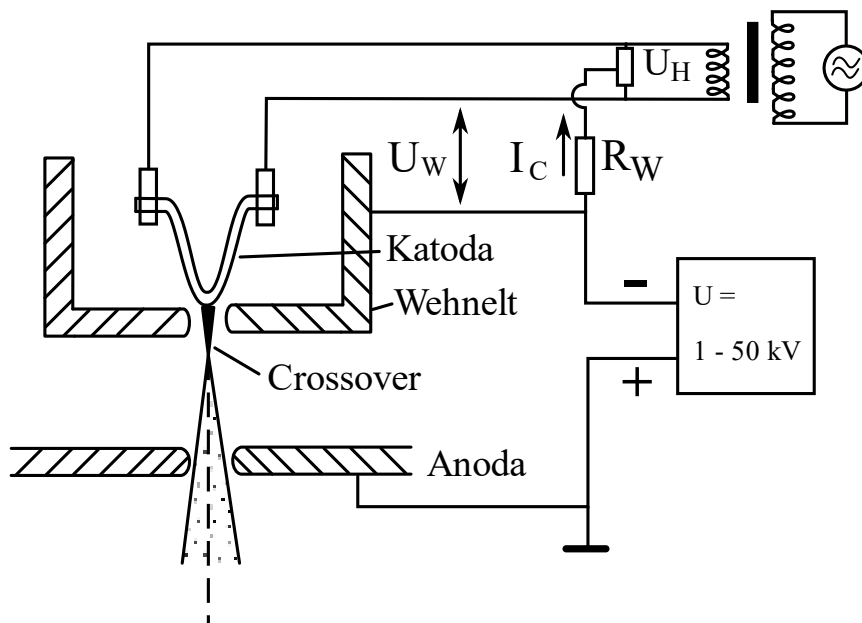 U_H
U_W
I_C
R_W
Katoda
Wehnelt
-
U =
1 - 50 kV
+
Crossover
Anoda